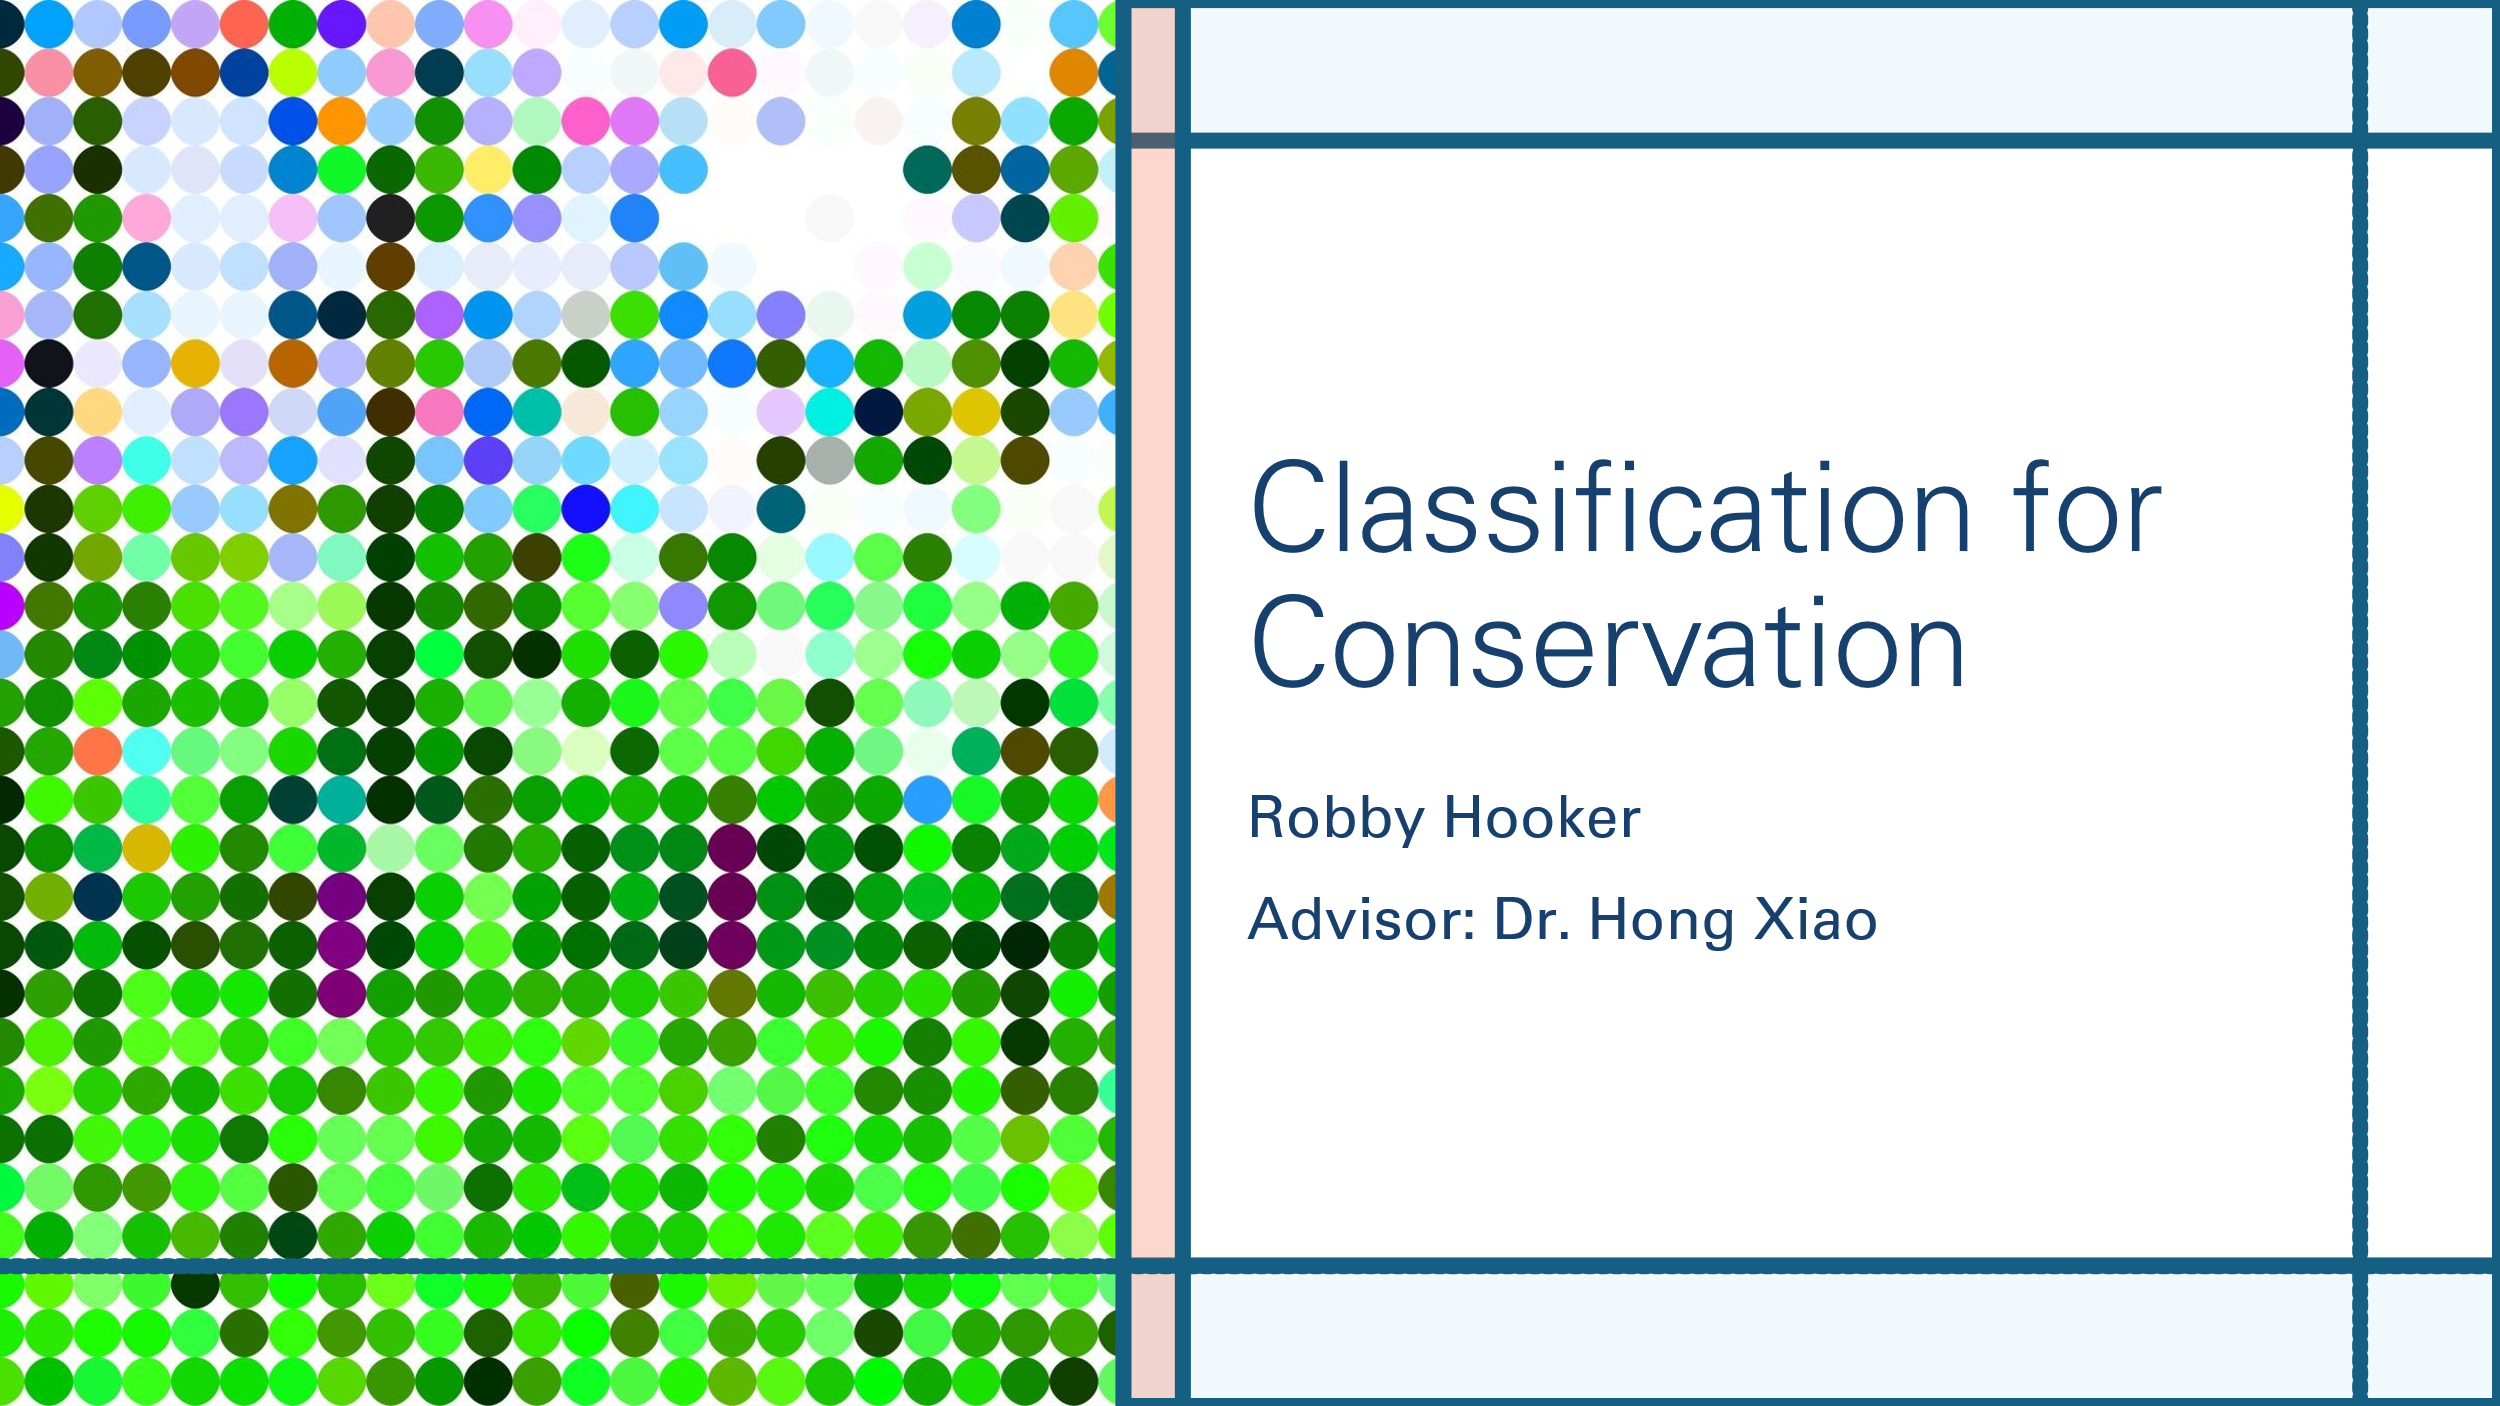 Classification for
Conservation
Robby Hooker
Advisor: Dr. Hong Xiao